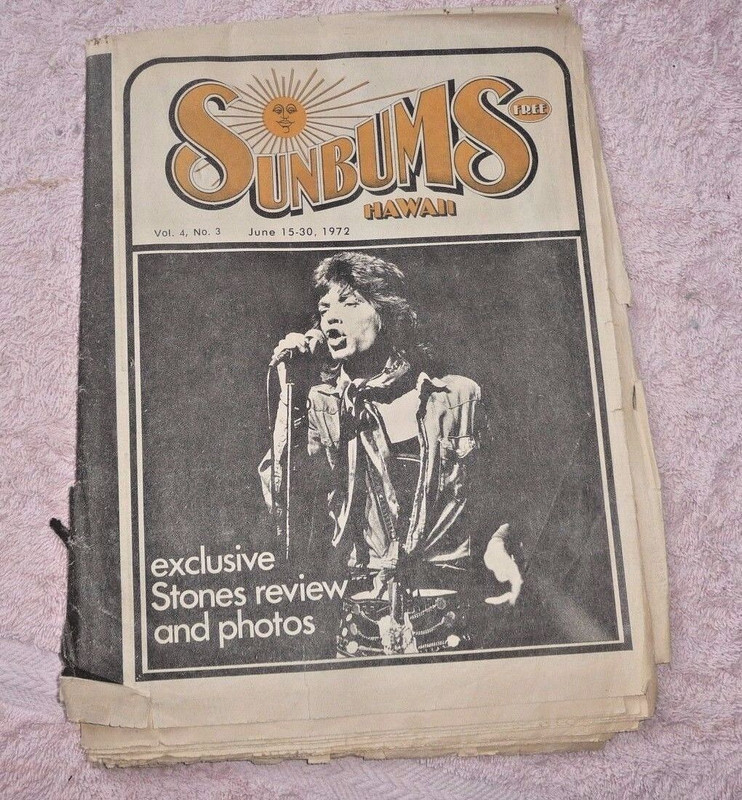 SUNBUMS
FREE
HAWAII
Vol. 4, No. 3 June 15-30, 1972
exclusive
Stones review
and photos